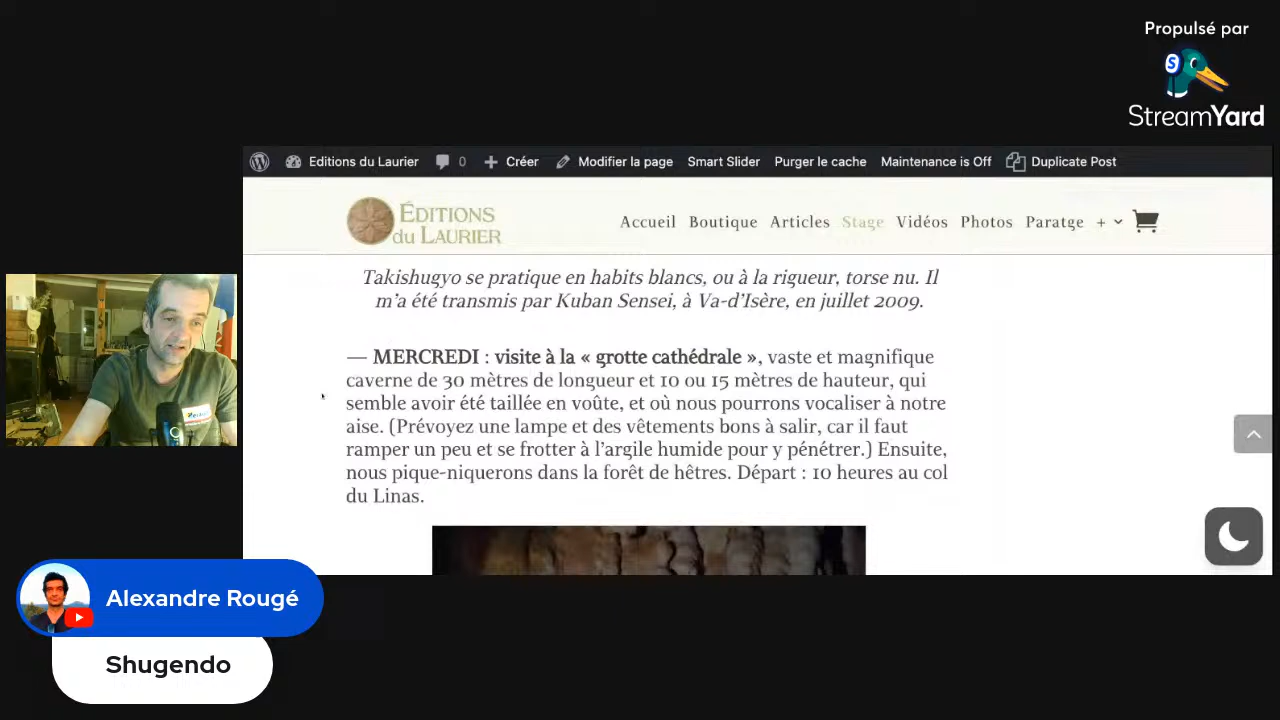 Propulsé par
StreamYard
Editions du Laurier
0
Créer
Modifier la page
Smart Slider
Purger le cache
Maintenance is Off
Duplicate Post
ÉDITIONS
du LAURIER
Accueil
Boutique
Articles
Stage
Vidéos
Photos
Paratge
+
Takishugyo se pratique en habits blancs, ou à la rigueur, torse nu. Il
m'a été transmis par Kuban Sensei, à Va-d'Isère, en juillet 2009.
— MERCREDI : visite à la « grotte cathédrale », vaste et magnifique
caverne de 30 mètres de longueur et 10 ou 15 mètres de hauteur, qui
semble avoir été taillée en voûte, et où nous pourrons vocaliser à notre
aise. (Prévoyez une lampe et des vêtements bons à salir, car il faut
ramper un peu et se frotter à l'argile humide pour y pénétrer.) Ensuite,
nous pique-niquerons dans la forêt de hêtres. Départ : 10 heures au col
du Linas.
Alexandre Rougé
Shugendo